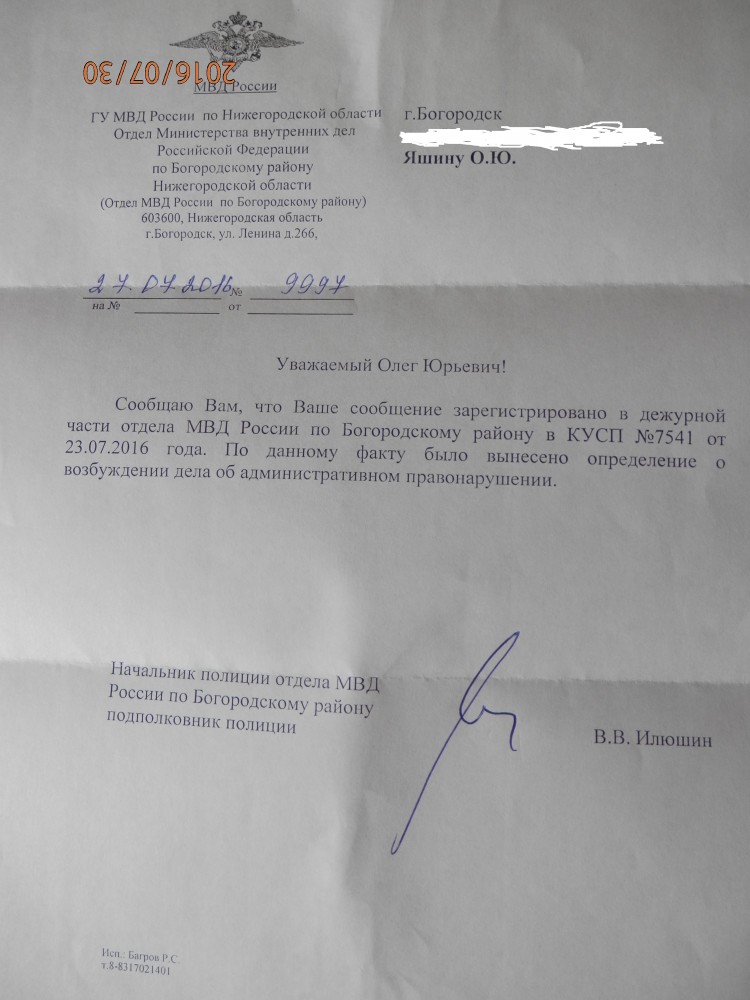 2016/07/30
МВД России
ГУ МВД России по Нижегородской области
Отдел Министерства внутренних дел
Российской Федерации
по Богородскому району
Нижегородской области
(Отдел МВД России по Богородскому району)
603600, Нижегородская область
г.Богородск, ул. Ленина д.266,
г.Богородск
Яшину О.Ю.
27.07.2016 № 9997
на № от
Уважаемый Олег Юрьевич!
Сообщаю Вам, что Ваше сообщение зарегистрировано в дежурной
части отдела МВД России по Богородскому району в КУСП №7541 от
23.07.2016 года. По данному факту было вынесено определение о
возбуждении дела об административном правонарушении.
Начальник полиции отдела МВД
России по Богородскому району
подполковник полиции
В.В. Илюшин
Исп.: Багров Р.С
т.8-8317021401